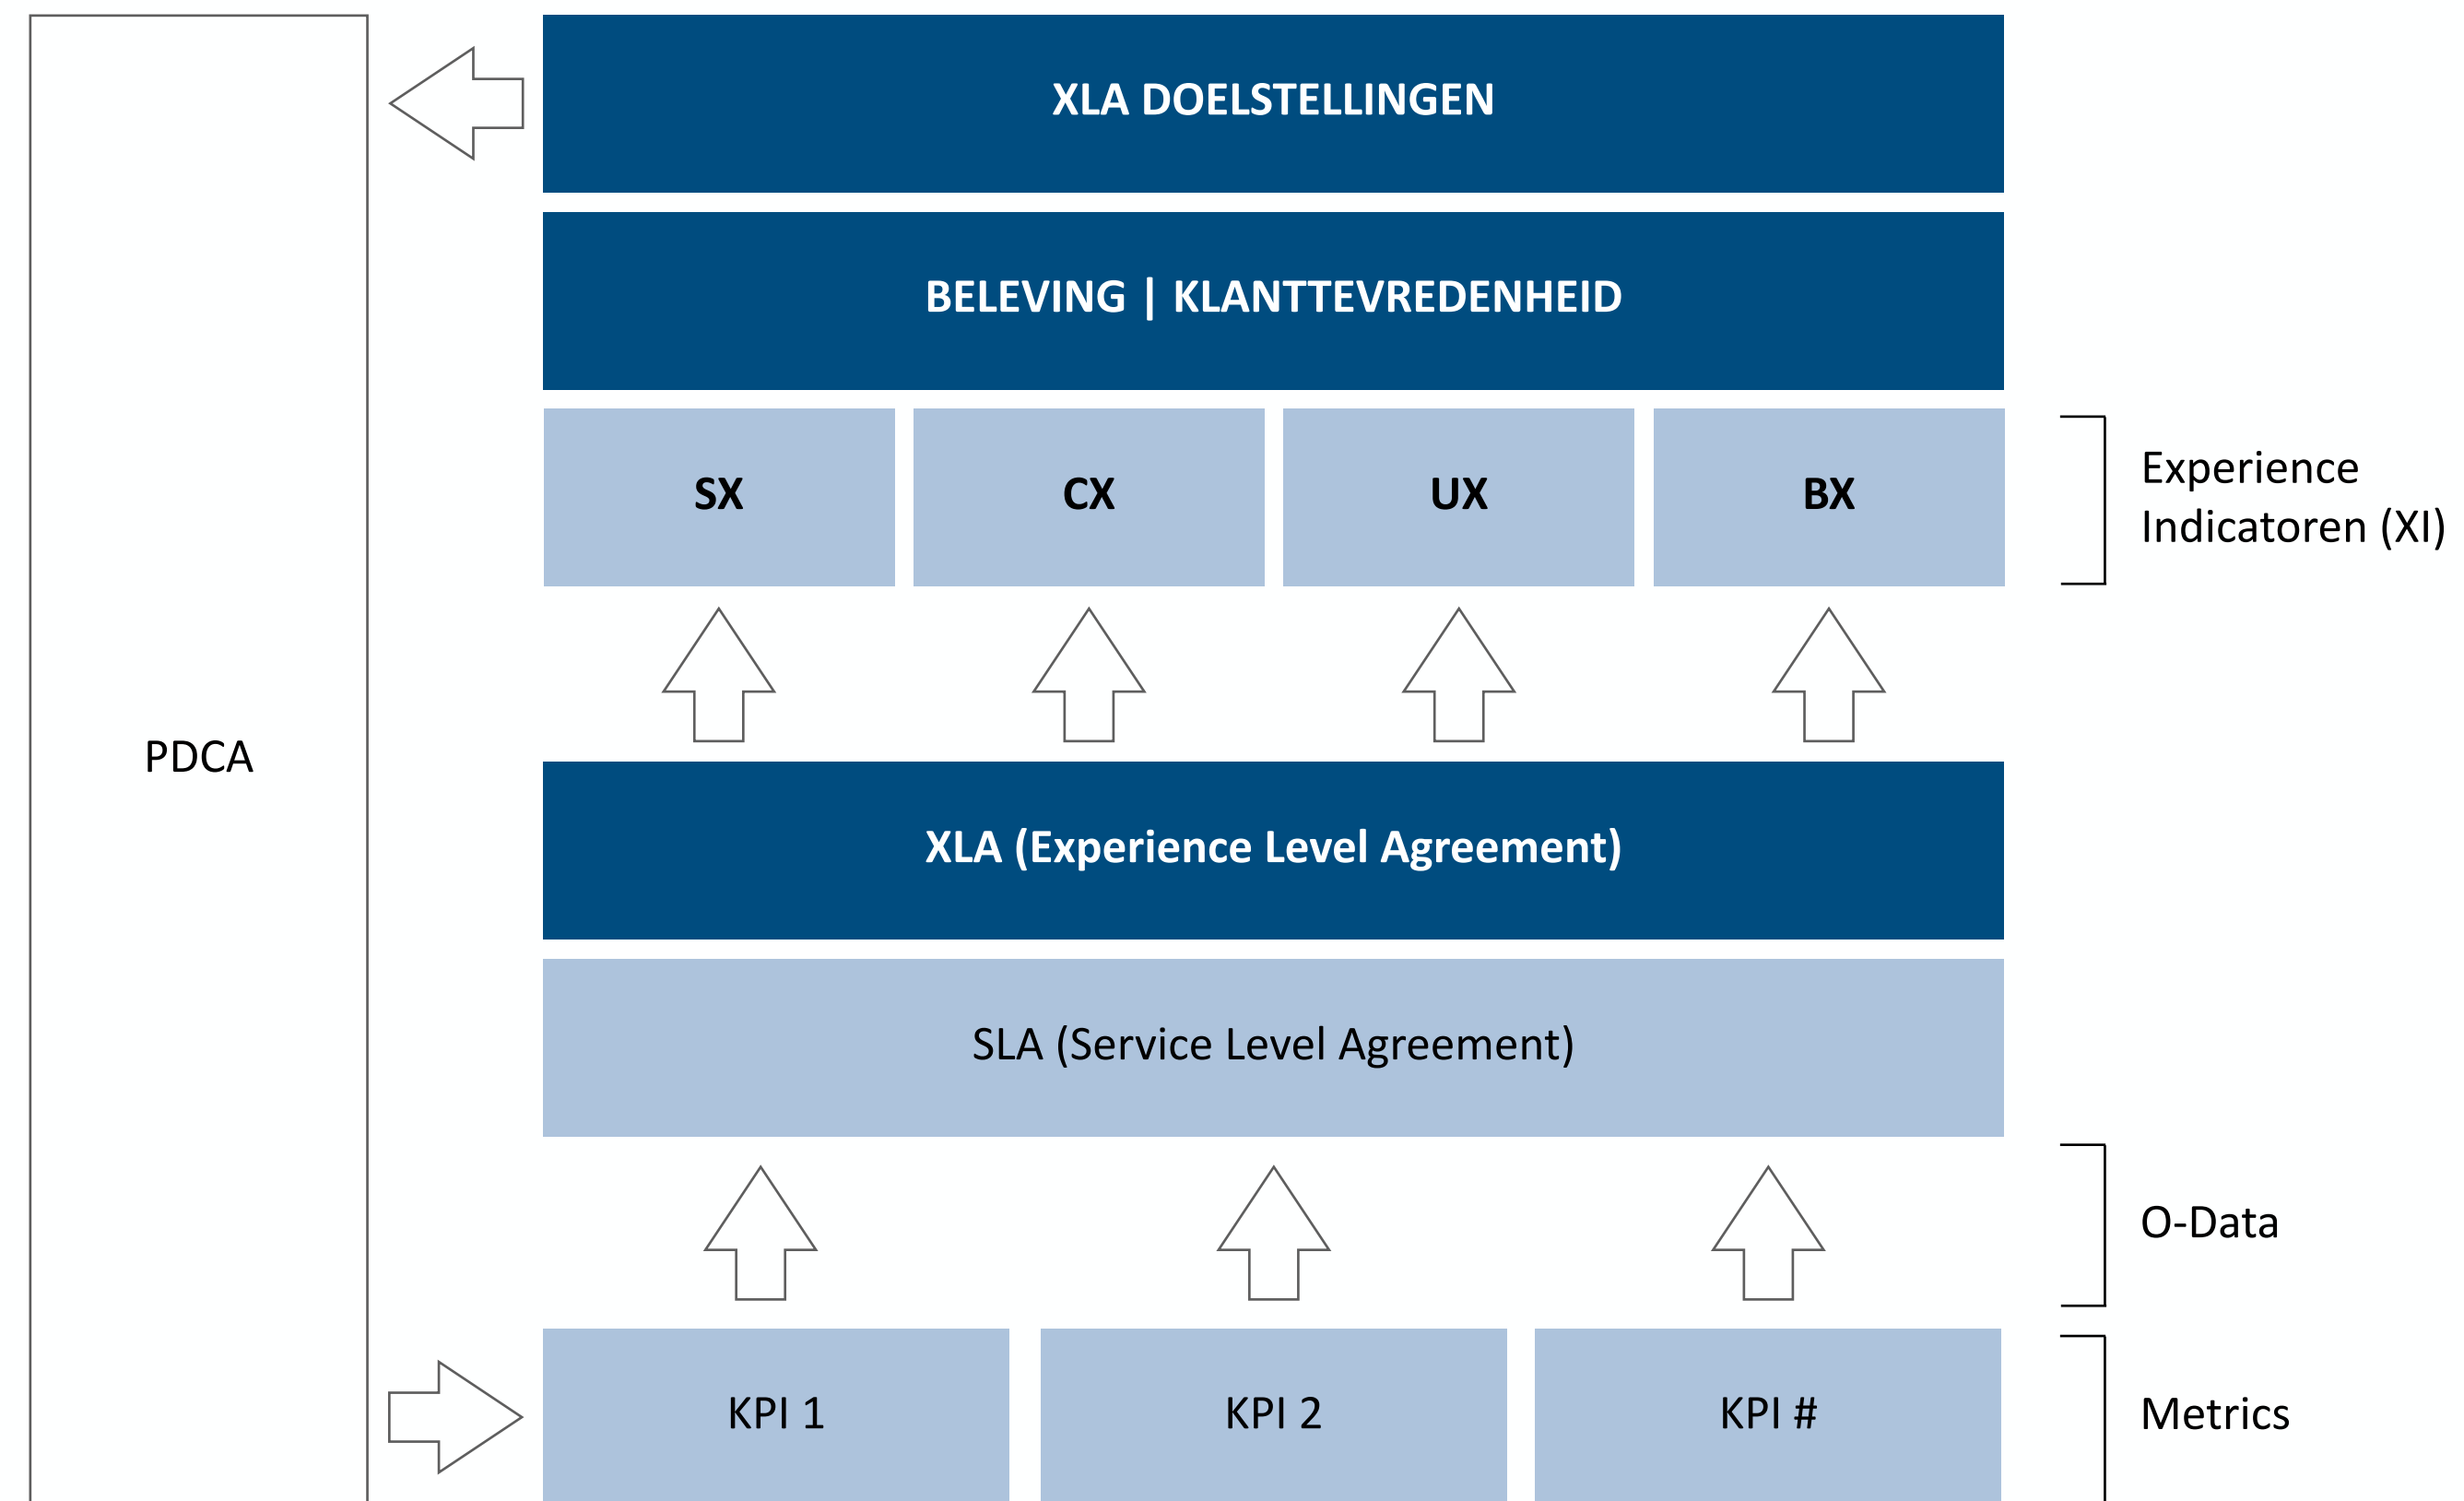 XLA DOELSTELLINGEN
BELEVING | KLANTTEVREDENHEID
SX
CX
UX
BX
Experience
Indicatoren (XI)
PDCA
XLA (Experience Level Agreement)
SLA (Service Level Agreement)
O-Data
KPI 1
KPI 2
KPI #
Metrics